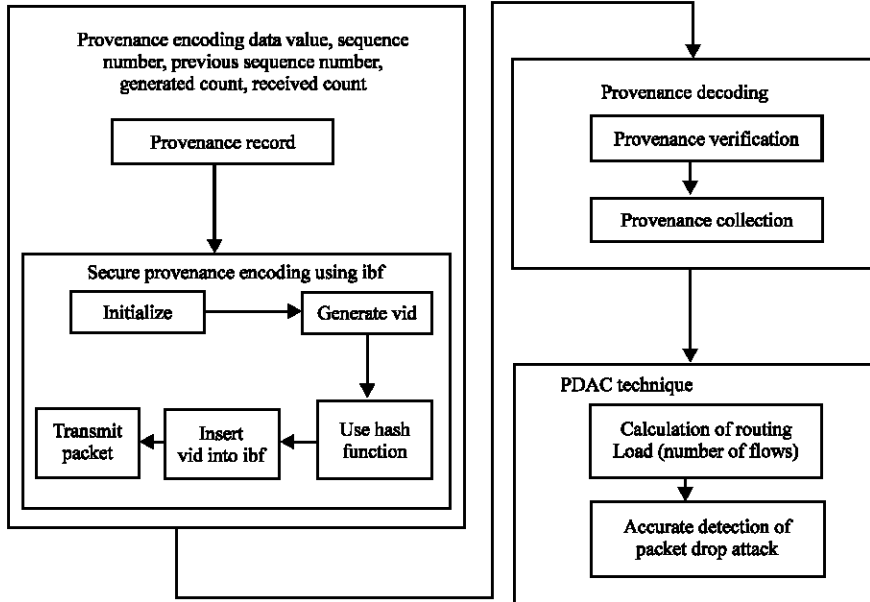 Provenance encoding data value, sequence
number, previous sequence number,
generated count, received count
Provenance record
Secure provenance encoding using ibf
Initialize
Generate vid
Use hash
function
Insert
vid into ibf
Transmit
packet
Provenance decoding
Provenance verification
Provenance collection
PDAC technique
Calculation of routing
Load (number of flows)
Accurate detection of
packet drop attack